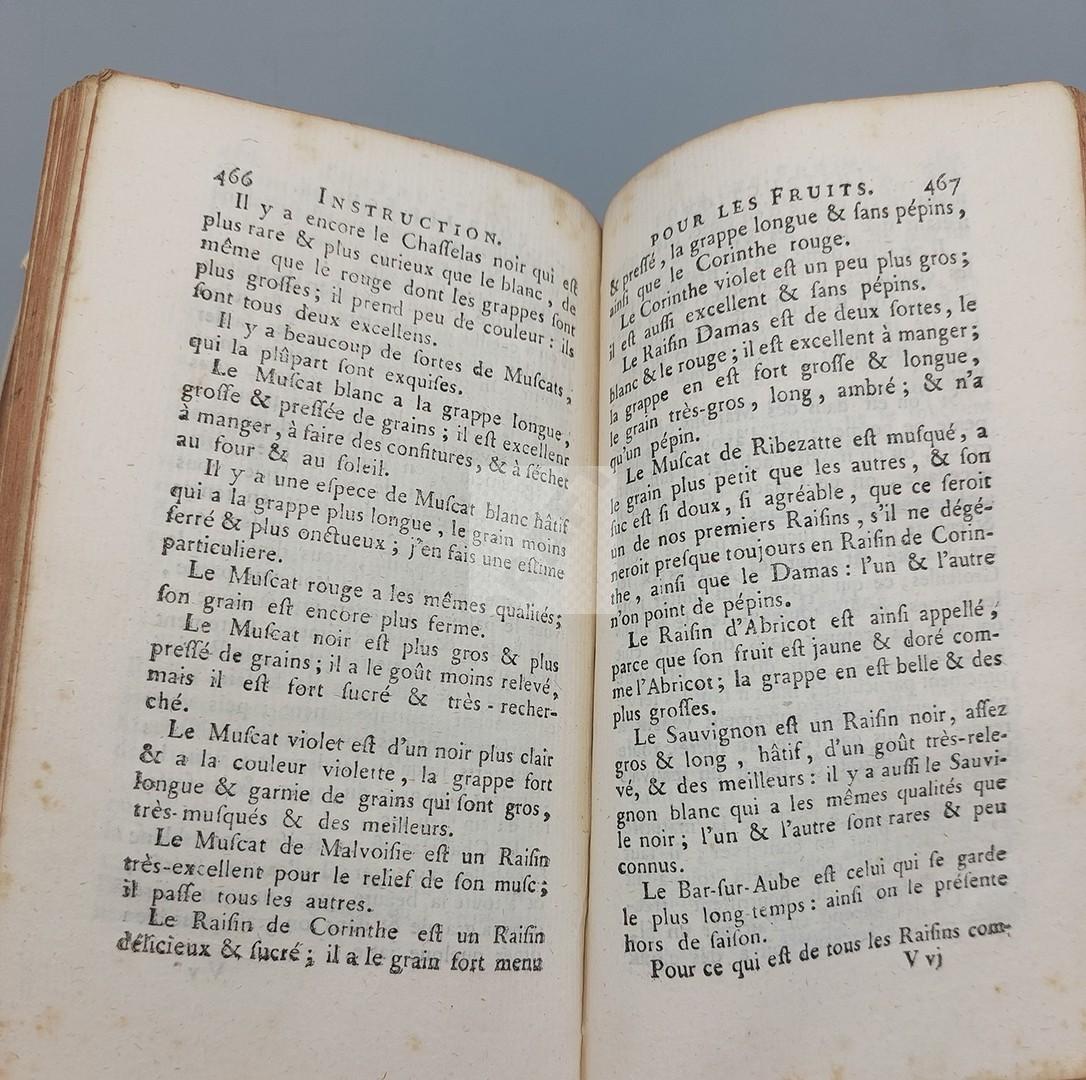 466
INSTRUCTION.
Il y a encore le Chaſſelas noir qui eſt
plus rare & plus curieux que le blanc, de
même que le rouge dont les grappes ſont
plus groſſes ; il prend peu de couleur : ils
ſont tous deux excellens.
Il y a beaucoup de ſortes de Muſcats,
qui la plûpart ſont exquiſes.
Le Muſcat blanc a la grappe longue,
groſſe & preſſée de grains ; il eſt excellent
à manger, à faire des confitures, & à ſéchet
au four & au ſoleil.
Il y a une eſpece de Muſcat blanc hâtif
qui a la grappe plus longue, le grain moins
ſerré & plus onctueux ; j'en fais une eſtime
particuliere.
Le Muſcat rouge a les mêmes qualités ;
ſon grain eſt encore plus ferme.
Le Muſcat noir eſt plus gros & plus
preſſé de grains ; il a le goût moins relevé,
mais il eſt fort ſucré & très-recher-
ché.
Le Muſcat violet eſt d'un noir plus clair
& a la couleur violette, la grappe fort
longue & garnie de grains qui ſont gros,
très-muſqués & des meilleurs.
Le Muſcat de Malvoiſie eſt un Raiſin
très-excellent pour le relief de ſon muſc ;
il paſſe tous les autres.
Le Raiſin de Corinthe eſt un Raiſin
délicieux & ſucré ; il a le grain fort menu
POUR LES FRUITS. 467
& preſſé, la grappe longue & ſans pépins,
ainſi que le Corinthe rouge.
Le Corinthe violet eſt un peu plus gros ;
il eſt auſſi excellent & ſans pépins.
Le Raiſin Damas eſt de deux ſortes, le
blanc & le rouge ; il eſt excellent à manger ;
la grappe en eſt fort groſſe & longue,
le grain très-gros, long, ambré ; & n'a
qu'un pépin.
Le Muſcat de Ribezatte eſt muſqué, a
le grain plus petit que les autres, & ſon
ſuc eſt ſi doux, ſi agréable, que ce ſeroit
un de nos premiers Raiſins, s'il ne dégé-
neroit preſque toujours en Raiſin de Corin-
the, ainſi que le Damas : l'un & l'autre
n'on point de pépins.
Le Raiſin d'Abricot eſt ainſi appellé,
parce que ſon fruit eſt jaune & doré com-
me l'Abricot ; la grappe en eſt belle & des
plus groſſes.
Le Sauvignon eſt un Raiſin noir, aſſez
gros & long, hâtif, d'un goût très-rele-
vé, & des meilleurs : il y a auſſi le Sauvi-
gnon blanc qui a les mêmes qualités que
le noir ; l'un & l'autre ſont rares & peu
connus.
Le Bar-ſur-Aube eſt celui qui ſe garde
le plus long-temps : ainſi on le préſente
hors de ſaiſon.
Pour ce qui eſt de tous les Raiſins com-
V vj